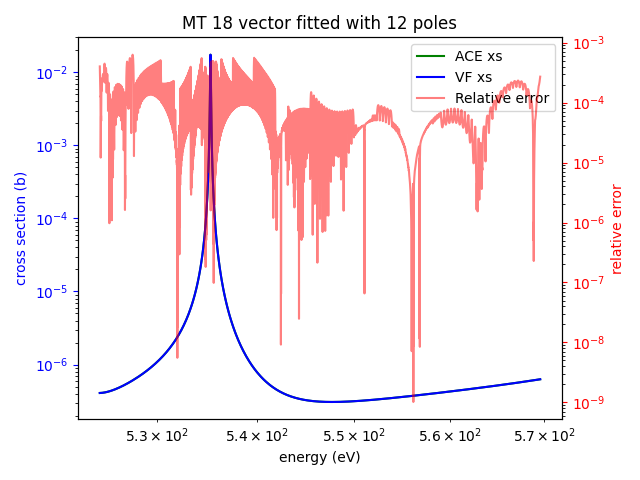 MT 18 vector fitted with 12 poles
ACE xs
VF xs
Relative error
cross section (b)
10⁻²
10⁻³
10⁻⁴
10⁻⁵
10⁻⁶
10⁻³
10⁻⁴
10⁻⁵
10⁻⁶
10⁻⁷
10⁻⁸
10⁻⁹
relative error
5.3 × 10² 5.4 × 10² 5.5 × 10² 5.6 × 10² 5.7 × 10²
energy (eV)